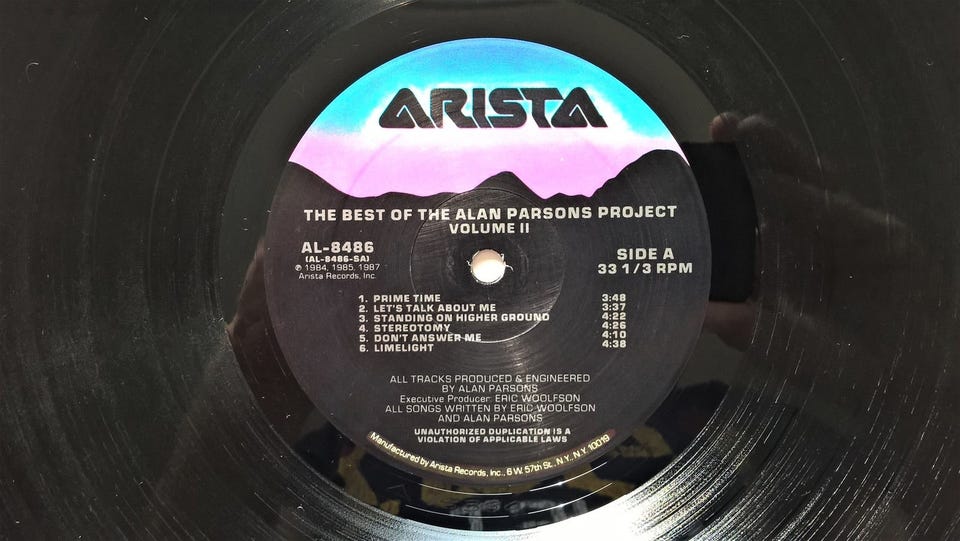 ARISTA
THE BEST OF THE ALAN PARSONS PROJECT
VOLUME II
AL-8486
(AL-8486-SA)
℗ 1984, 1985, 1987
Arista Records, Inc.
SIDE A
33 1/3 RPM
1. PRIME TIME 3:48
2. LET'S TALK ABOUT ME 3:37
3. STANDING ON HIGHER GROUND 4:22
4. STEREOTOMY 4:26
5. DON'T ANSWER ME 4:10
6. LIMELIGHT 4:38
ALL TRACKS PRODUCED & ENGINEERED
BY ALAN PARSONS
Executive Producer: ERIC WOOLFSON
ALL SONGS WRITTEN BY ERIC WOOLFSON
AND ALAN PARSONS
UNAUTHORIZED DUPLICATION IS A
VIOLATION OF APPLICABLE LAWS
Manufactured by Arista Records, Inc., 6 W. 57th St., N.Y., N.Y. 10019